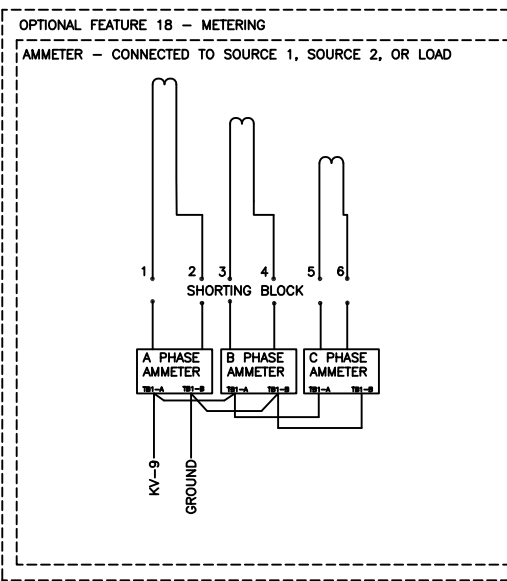 OPTIONAL FEATURE 18 – METERING
AMMETER – CONNECTED TO SOURCE 1, SOURCE 2, OR LOAD
1 2 3 4 5 6
SHORTING BLOCK
A PHASE AMMETER
TB1-A TB1-B
B PHASE AMMETER
TB1-A TB1-B
C PHASE AMMETER
TB1-A TB1-B
KV-9
GROUND